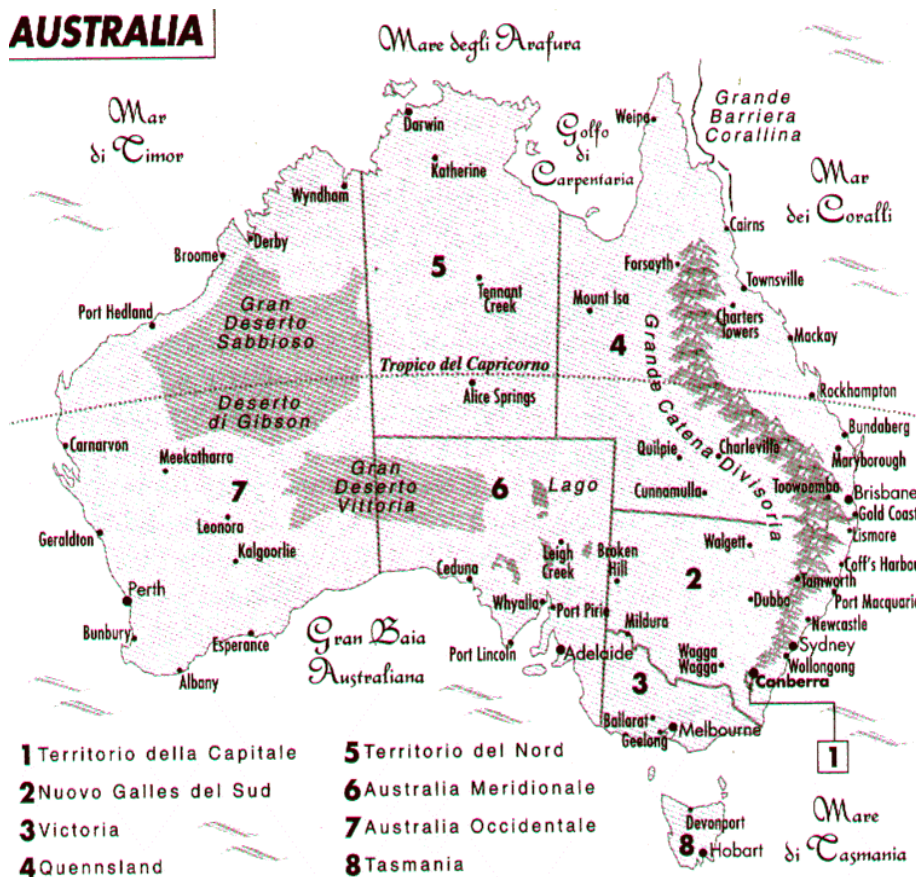 AUSTRALIA
Mare degli Arafura
Mar
di Timor
Golfo
di
Carpentaria
Grande
Barriera
Corallina
Mar
dei Coralli
Darwin
Katherine
Wyndham
Derby
Broome
Port Hedland
Weipa
Cairns
Forsayth
Townsville
Charters
Towers
Mackay
Mount Isa
Tennant
Creek
5
4
Gran
Deserto
Sabbioso
Tropico del Capricorno
Alice Springs
Rockhampton
Deserto
di Gibson
Grande Catena Divisoria
Carnarvon
Meekatharra
Bundaberg
Maryborough
Quilpie
Charleville
Toowoomba
Brisbane
Gold Coast
Cunnamulla
Gran
Deserto
Vittoria
6
Lago
7
Leonora
Kalgoorlie
Geraldton
Perth
Bunbury
Albany
Esperance
Lismore
Coff's Harbour
Walgett
Tamworth
Port Macquarie
Broken
Hill
2
Dubbo
Newcastle
Sydney
Wollongong
Leigh
Creek
Ceduna
Whyalla
Port Pirie
Port Lincoln
Adelaide
Mildura
Wagga
Wagga
Canberra
Gran Baia
Australiana
3
Ballarat
Geelong
Melbourne
1
Devonport
8
Hobart
Mare
di Tasmania
1 Territorio della Capitale
2 Nuovo Galles del Sud
3 Victoria
4 Quennsland
5 Territorio del Nord
6 Australia Meridionale
7 Australia Occidentale
8 Tasmania